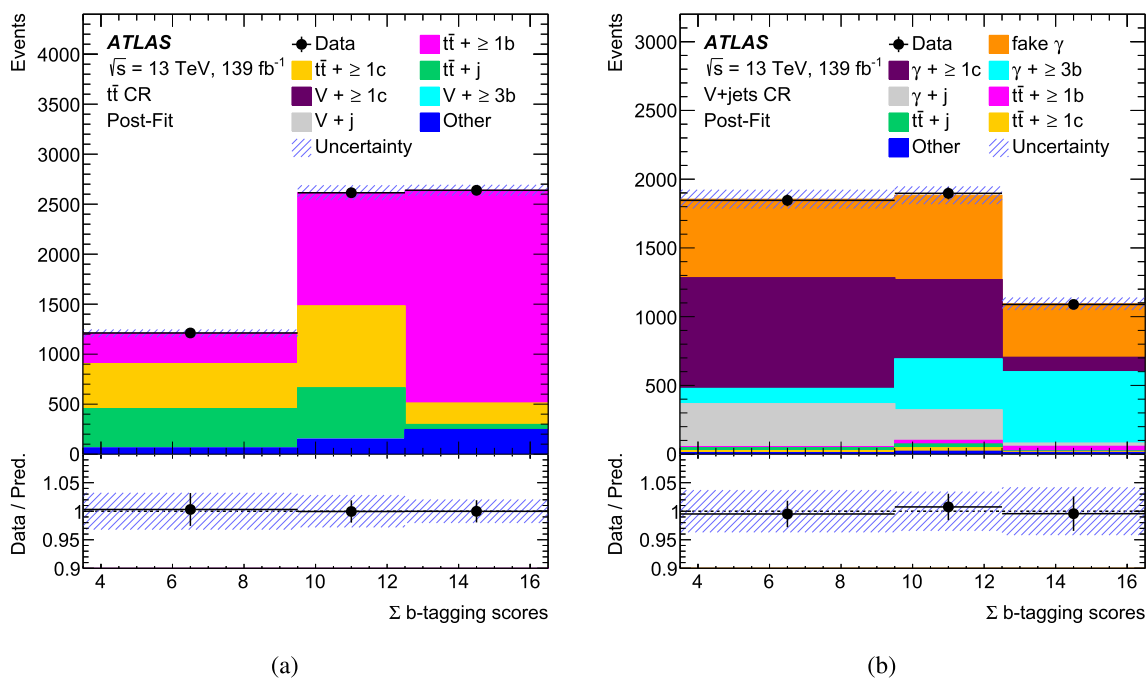 Events
4000
3500
3000
2500
2000
1500
1000
500
0
ATLAS
√s = 13 TeV, 139 fb⁻¹
tt̄ CR
Post-Fit
Data
tt̄ + ≥ 1b
tt̄ + ≥ 1c
tt̄ + j
V + ≥ 1c
V + ≥ 3b
V + j
Other
Uncertainty
Data / Pred.
1.05
1
0.95
0.9
4 6 8 10 12 14 16
Σ b-tagging scores
(a)
Events
3000
2500
2000
1500
1000
500
0
ATLAS
√s = 13 TeV, 139 fb⁻¹
V+jets CR
Post-Fit
Data
fake γ
γ + ≥ 1c
γ + ≥ 3b
γ + j
tt̄ + ≥ 1b
tt̄ + j
tt̄ + ≥ 1c
Other
Uncertainty
Data / Pred.
1.05
1
0.95
0.9
4 6 8 10 12 14 16
Σ b-tagging scores
(b)